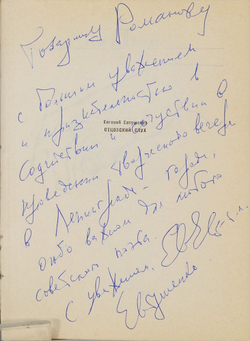 Товарищу Романову
с большим уважением
и признательностью в
содействии и участии в
Евгений Евтушенко
ОТЦОВСКИЙ СЛУХ
проведении творческого вечера
в Ленинграде - городе,
особо важном для любого
советского поэта.
С уважением
Евтушенко